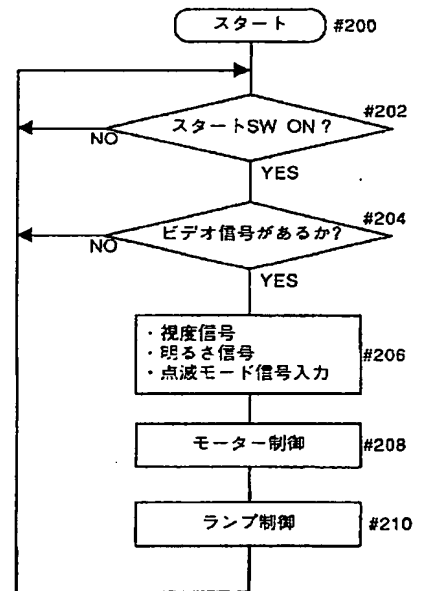 スタート #200
#202
スタートSW ON?
NO
YES
#204
ビデオ信号があるか?
NO
YES
・視度信号
・明るさ信号
・点滅モード信号入力
#206
モーター制御 #208
ランプ制御 #210